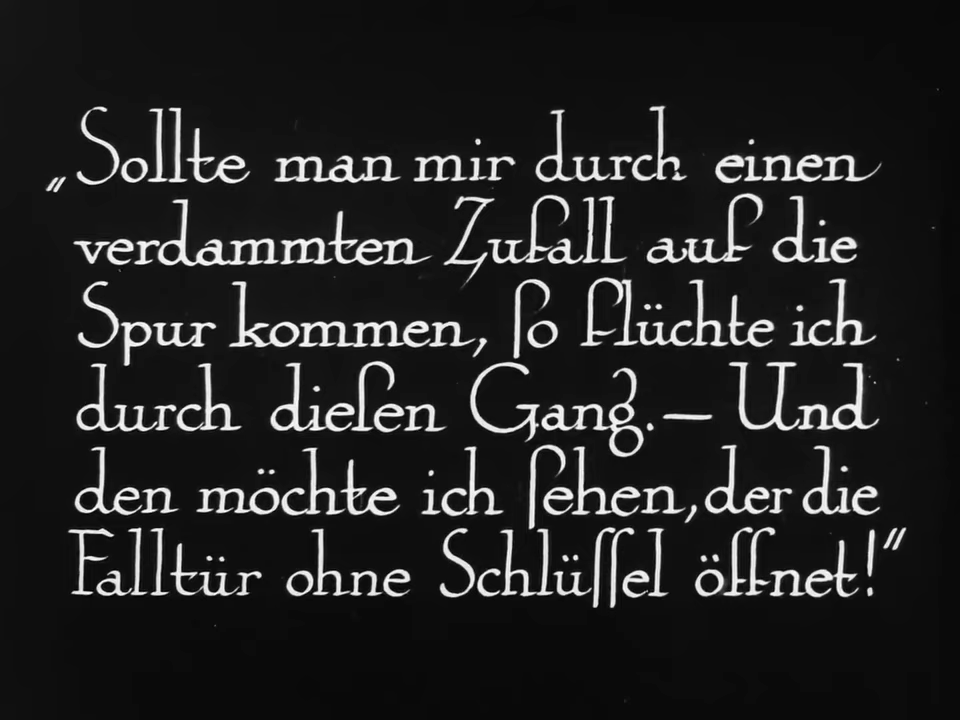 „Sollte man mir durch einen
verdammten Zufall auf die
Spur kommen, ſo flüchte ich
durch dieſen Gang. — Und
den möchte ich ſehen, der die
Falltür ohne Schlüſſel öffnet!“